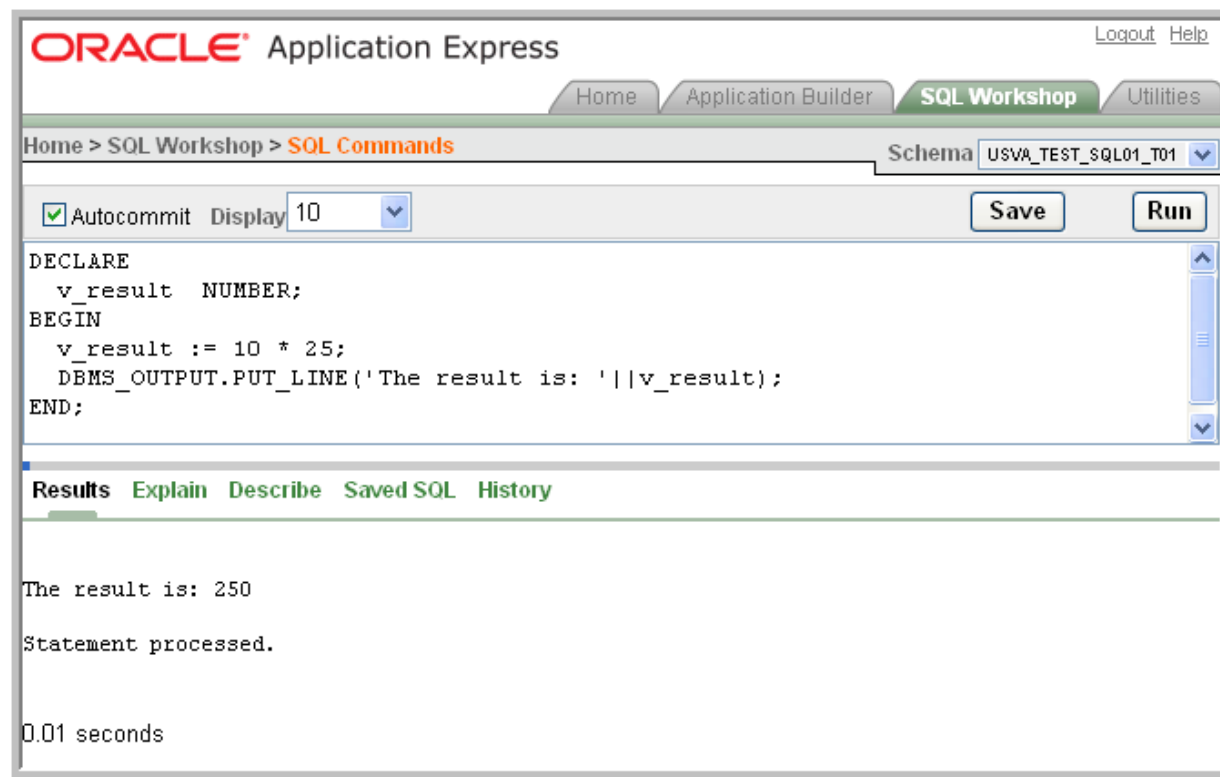 ORACLE® Application Express
Logout Help
Home Application Builder SQL Workshop Utilities
Home > SQL Workshop > SQL Commands
Schema USVA_TEST_SQL01_T01
Autocommit Display 10 Save Run
DECLARE
  v_result  NUMBER;
BEGIN
  v_result := 10 * 25;
  DBMS_OUTPUT.PUT_LINE('The result is: '||v_result);
END;
Results Explain Describe Saved SQL History
The result is: 250
Statement processed.
0.01 seconds